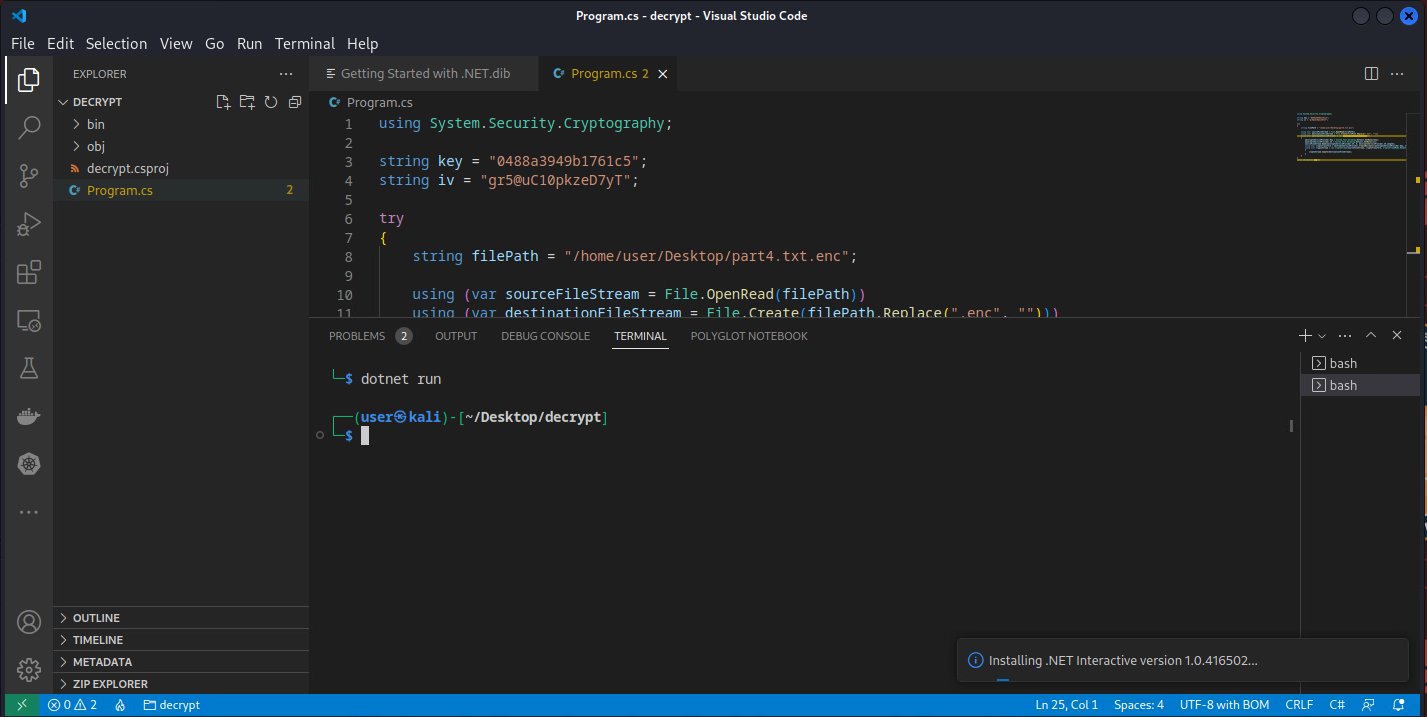 Program.cs - decrypt - Visual Studio Code
File Edit Selection View Go Run Terminal Help
EXPLORER
DECRYPT
bin
obj
decrypt.csproj
Program.cs 2
Getting Started with .NET.dib
Program.cs 2
Program.cs
1 using System.Security.Cryptography;
2
3 string key = "0488a3949b1761c5";
4 string iv = "gr5@uC10pkzeD7yT";
5
6 try
7 {
8 string filePath = "/home/user/Desktop/part4.txt.enc";
9
10 using (var sourceFileStream = File.OpenRead(filePath))
11 using (var destinationFileStream = File.Create(filePath.Replace(".enc", "")))
PROBLEMS 2 OUTPUT DEBUG CONSOLE TERMINAL POLYGLOT NOTEBOOK
└─$ dotnet run
┌──(user㉿kali)-[~/Desktop/decrypt]
└─$
bash
bash
OUTLINE
TIMELINE
METADATA
ZIP EXPLORER
Installing .NET Interactive version 1.0.416502...
0 2 decrypt Ln 25, Col 1 Spaces: 4 UTF-8 with BOM CRLF C#